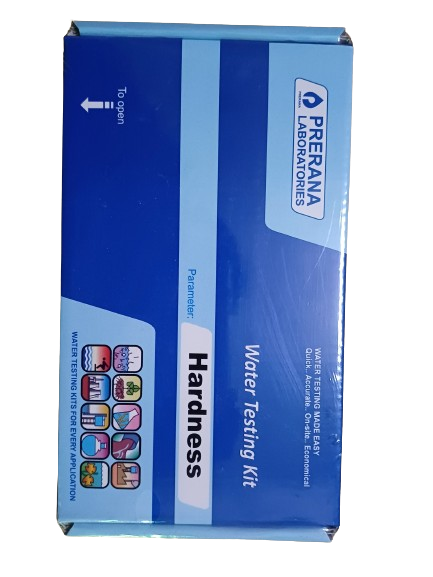 PRERANA
LABORATORIES
WATER TESTING MADE EASY
Quick. Accurate. On-site. Economical
Water Testing Kit
Parameter:
Hardness
To open
WATER TESTING KITS FOR EVERY APPLICATION